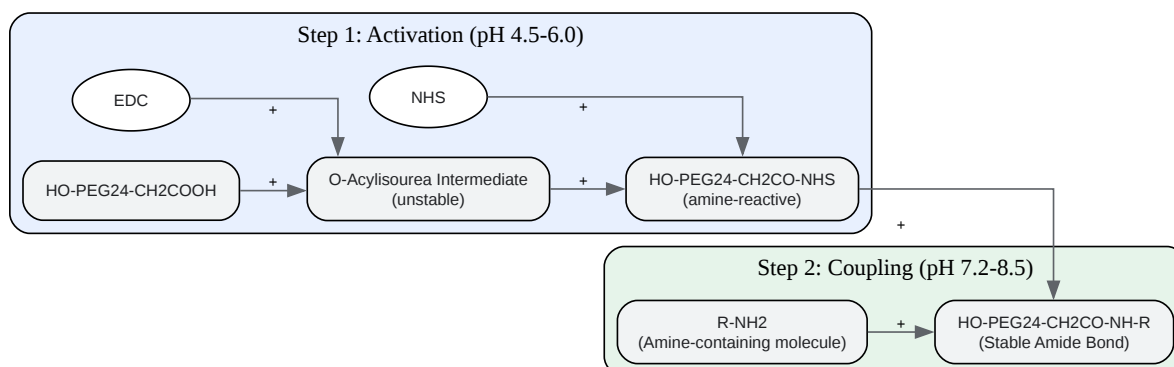 Step 1: Activation (pH 4.5-6.0)
EDC
+
NHS
+
HO-PEG24-CH2COOH
+
O-Acylisourea Intermediate
(unstable)
+
HO-PEG24-CH2CO-NHS
(amine-reactive)
+
Step 2: Coupling (pH 7.2-8.5)
R-NH2
(Amine-containing molecule)
+
HO-PEG24-CH2CO-NH-R
(Stable Amide Bond)